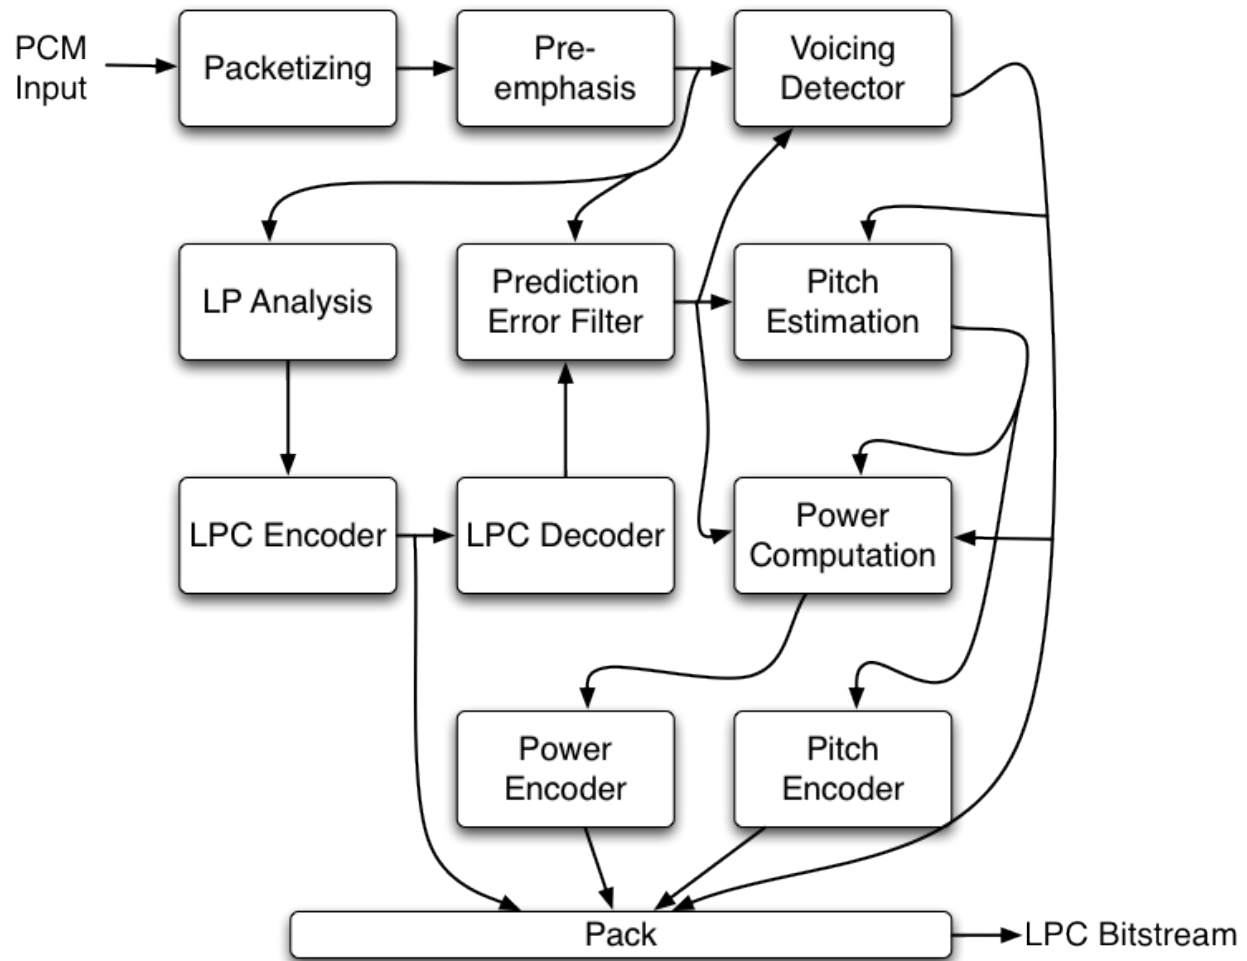 PCM
Input
Packetizing
Pre-
emphasis
Voicing
Detector
LP Analysis
Prediction
Error Filter
Pitch
Estimation
LPC Encoder
LPC Decoder
Power
Computation
Power
Encoder
Pitch
Encoder
Pack
LPC Bitstream